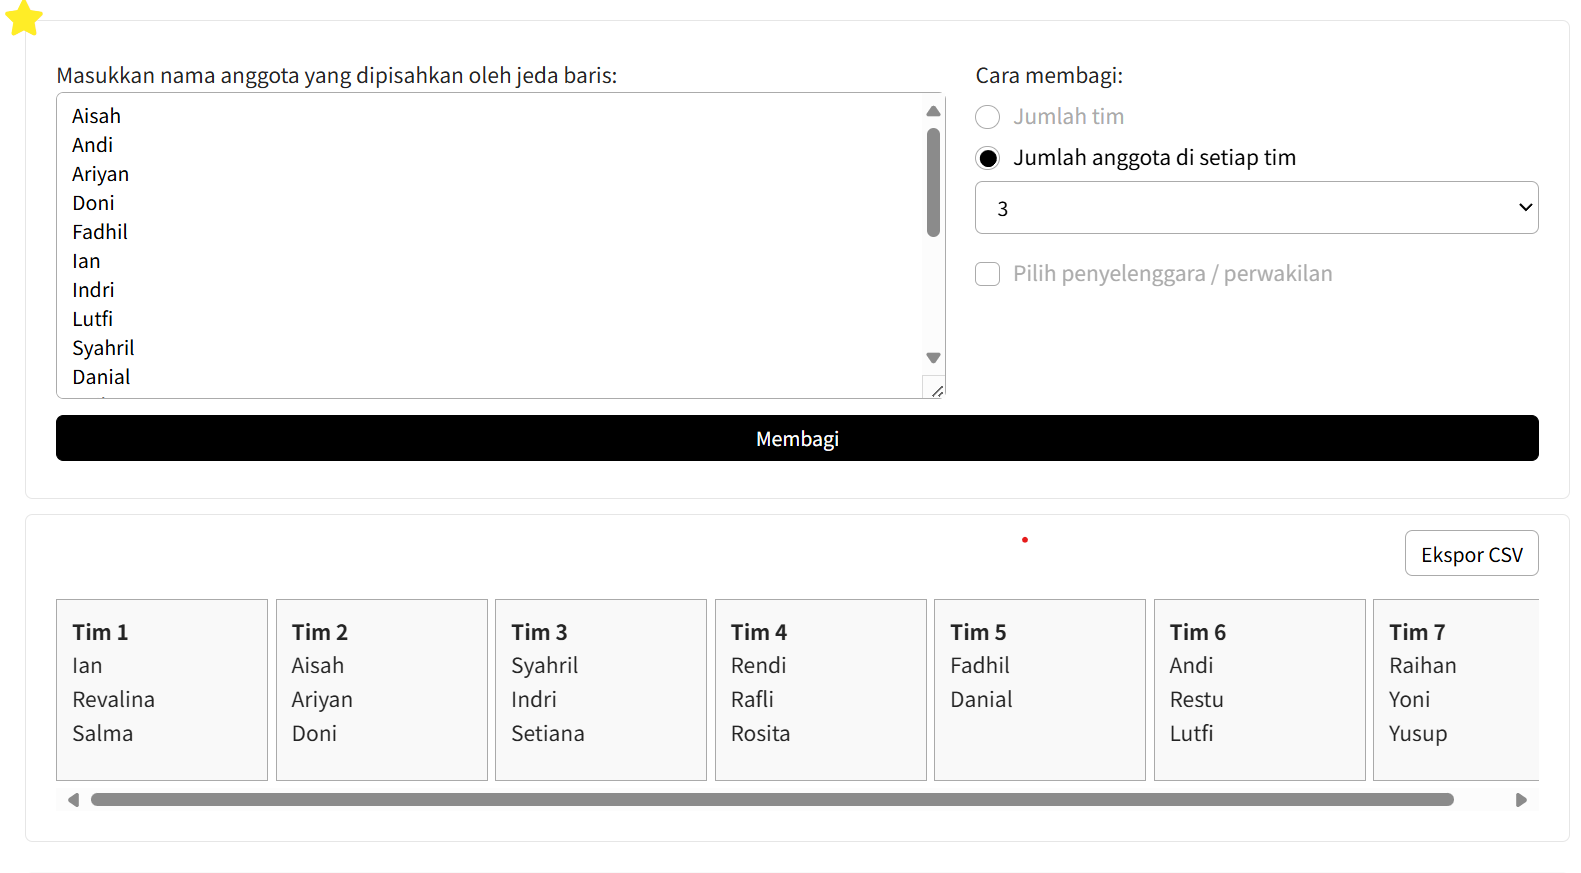 Masukkan nama anggota yang dipisahkan oleh jeda baris:
Aisah
Andi
Ariyan
Doni
Fadhil
Ian
Indri
Lutfi
Syahril
Danial
Cara membagi:
Jumlah tim
Jumlah anggota di setiap tim
3
Pilih penyelenggara / perwakilan
Membagi
Ekspor CSV
Tim 1
Ian
Revalina
Salma
Tim 2
Aisah
Ariyan
Doni
Tim 3
Syahril
Indri
Setiana
Tim 4
Rendi
Rafli
Rosita
Tim 5
Fadhil
Danial
Tim 6
Andi
Restu
Lutfi
Tim 7
Raihan
Yoni
Yusup